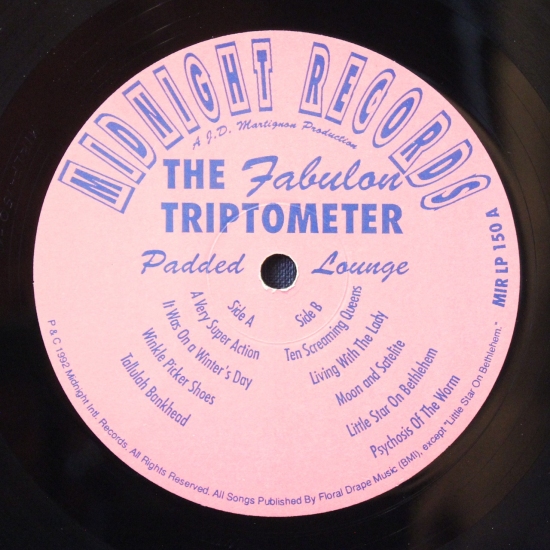 MIDNIGHT RECORDS
A J.D. Martignon Production
THE Fabulon
TRIPTOMETER
Padded Lounge
MIR LP 150 A
Side A
A Very Super Action
It Was On a Winter's Day
Winkle Picker Shoes
Tallulah Bankhead
Side B
Ten Screaming Queens
Living With The Lady
Moon and Satelite
Little Star On Bethlehem
Psychosis Of The Worm
P & C 1992 Midnight Intl. Records. All Rights Reserved. All Songs Published By Floral Drape Music (BMI), except "Little Star On Bethlehem."